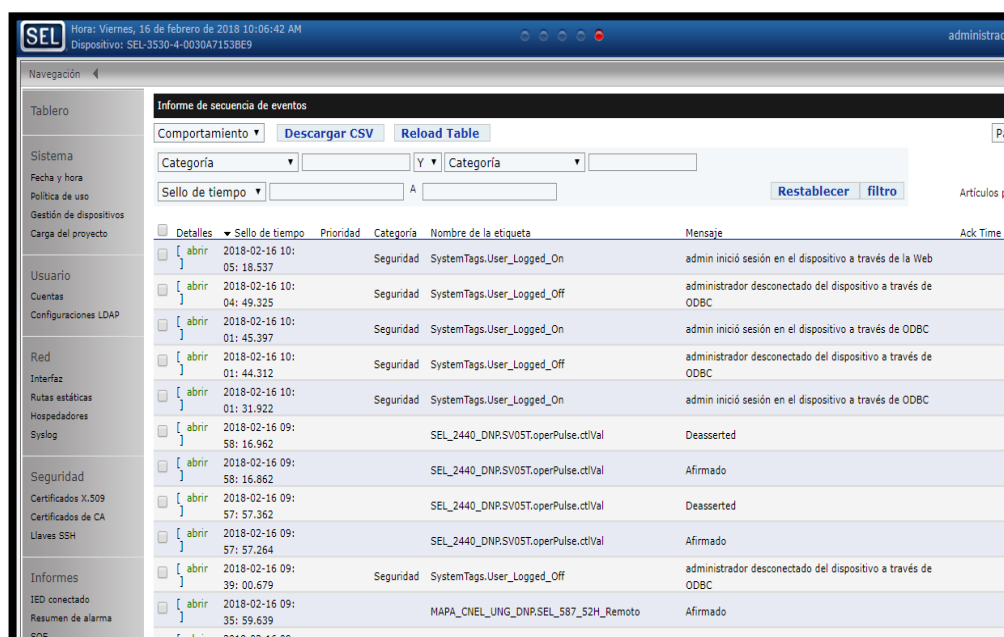 SEL
Hora: Viernes, 16 de febrero de 2018 10:06:42 AM
Dispositivo: SEL-3530-4-0030A7153BE9
Navegación
Tablero
Sistema
Fecha y hora
Política de uso
Gestión de dispositivos
Carga del proyecto
Usuario
Cuentas
Configuraciones LDAP
Red
Interfaz
Rutas estáticas
Hospedadores
Syslog
Seguridad
Certificados X.509
Certificados de CA
Llaves SSH
Informes
IED conectado
Resumen de alarma
Informe de secuencia de eventos
Comportamiento Descargar CSV Reload Table
Categoría Y Categoría
Sello de tiempo A Restablecer filtro Artículos
Detalles Sello de tiempo Prioridad Categoría Nombre de la etiqueta Mensaje Ack Time
[ abrir ] 2018-02-16 10: Seguridad SystemTags.User_Logged_On admin inició sesión en el dispositivo a través de la Web
05: 18.537
[ abrir ] 2018-02-16 10: Seguridad SystemTags.User_Logged_Off administrador desconectado del dispositivo a través de
04: 49.325 ODBC
[ abrir ] 2018-02-16 10: Seguridad SystemTags.User_Logged_On admin inició sesión en el dispositivo a través de ODBC
01: 45.397
[ abrir ] 2018-02-16 10: Seguridad SystemTags.User_Logged_Off administrador desconectado del dispositivo a través de
01: 44.312 ODBC
[ abrir ] 2018-02-16 10: Seguridad SystemTags.User_Logged_On admin inició sesión en el dispositivo a través de ODBC
01: 31.922
[ abrir ] 2018-02-16 09: SEL_2440_DNP.SV05T.operPulse.ctlVal Deasserted
58: 16.962
[ abrir ] 2018-02-16 09: SEL_2440_DNP.SV05T.operPulse.ctlVal Afirmado
58: 16.862
[ abrir ] 2018-02-16 09: SEL_2440_DNP.SV05T.operPulse.ctlVal Deasserted
57: 57.362
[ abrir ] 2018-02-16 09: SEL_2440_DNP.SV05T.operPulse.ctlVal Afirmado
57: 57.264
[ abrir ] 2018-02-16 09: Seguridad SystemTags.User_Logged_Off administrador desconectado del dispositivo a través de
39: 00.679 ODBC
[ abrir ] 2018-02-16 09: MAPA_CNEL_UNG_DNP.SEL_587_52H_Remoto Afirmado
35: 59.639